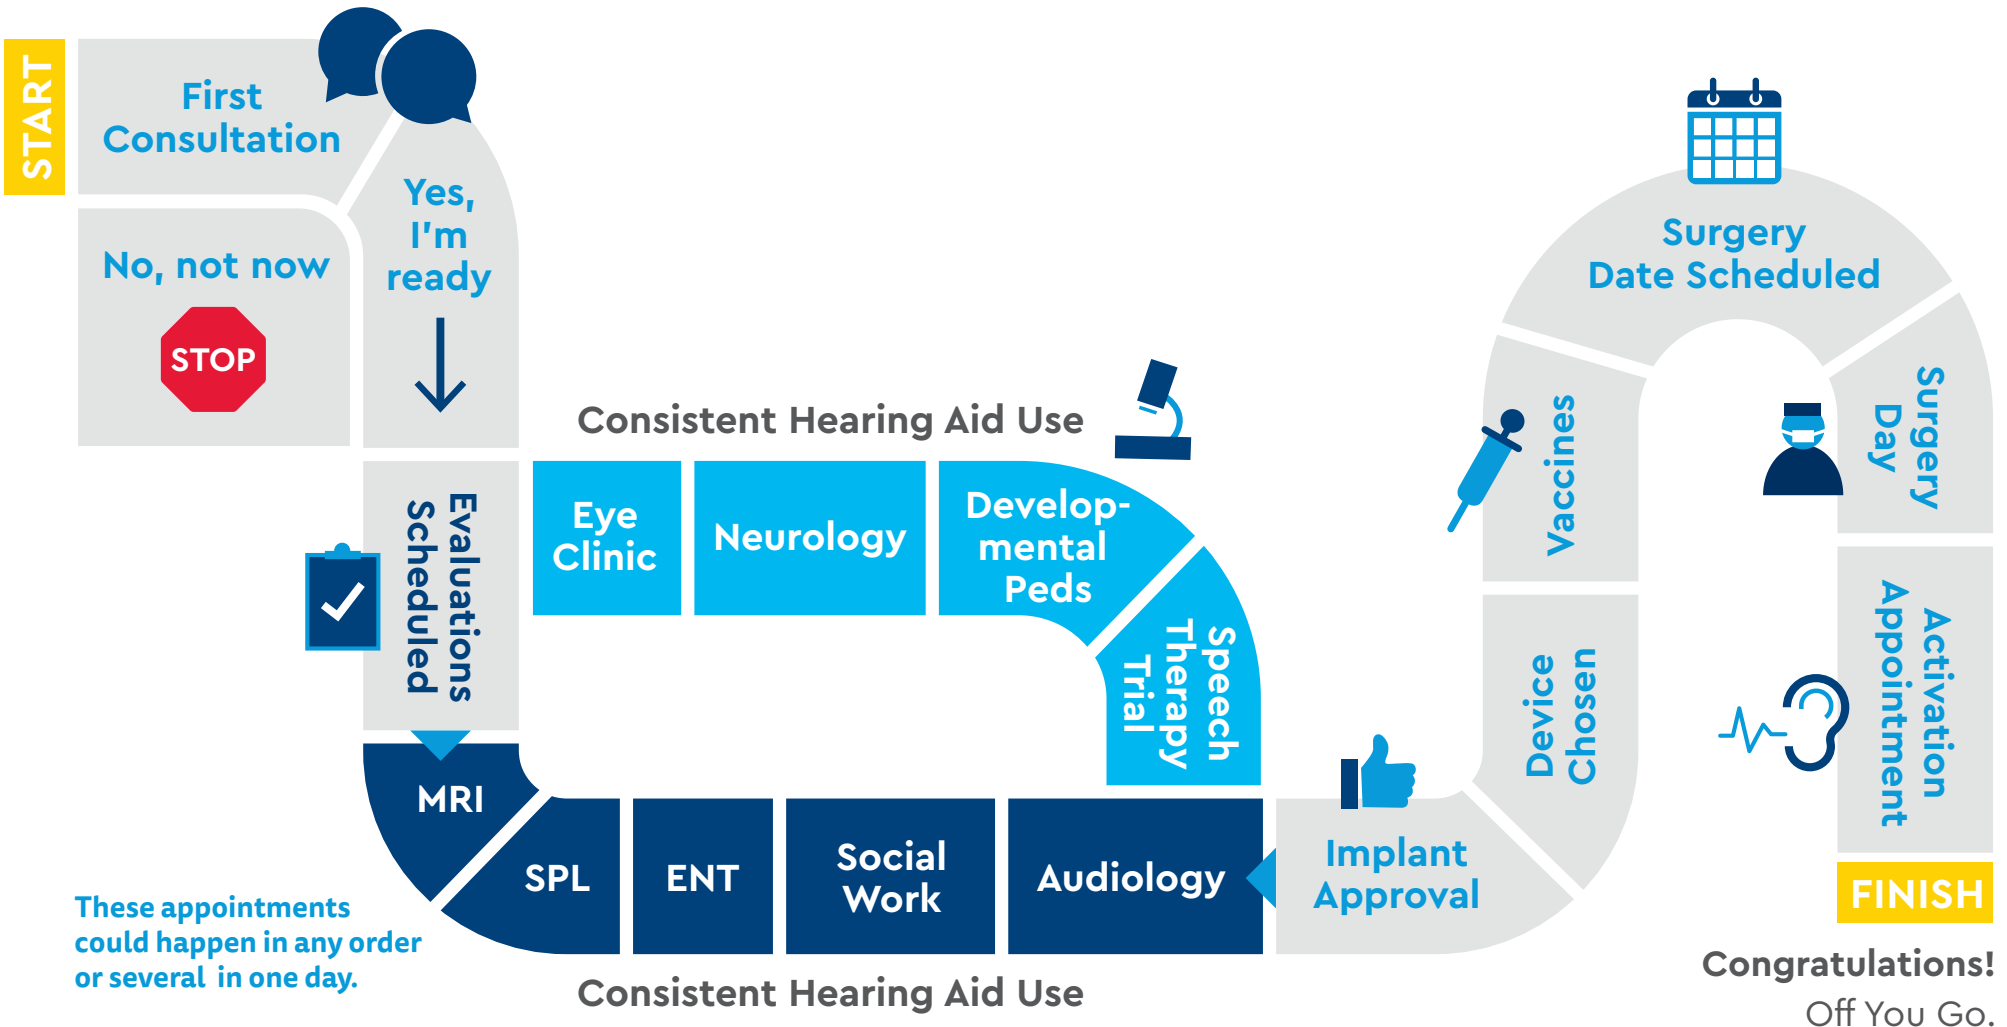 START
First
Consultation
No, not now
STOP
Yes,
I'm
ready
Evaluations
Scheduled
Consistent Hearing Aid Use
Eye
Clinic
Neurology
Develop-
mental
Peds
Speech
Therapy
Trial
MRI
SPL
ENT
Social
Work
Audiology
These appointments
could happen in any order
or several in one day.
Consistent Hearing Aid Use
Implant
Approval
Device
Chosen
Vaccines
Surgery
Date Scheduled
Surgery
Day
Activation
Appointment
FINISH
Congratulations!
Off You Go.